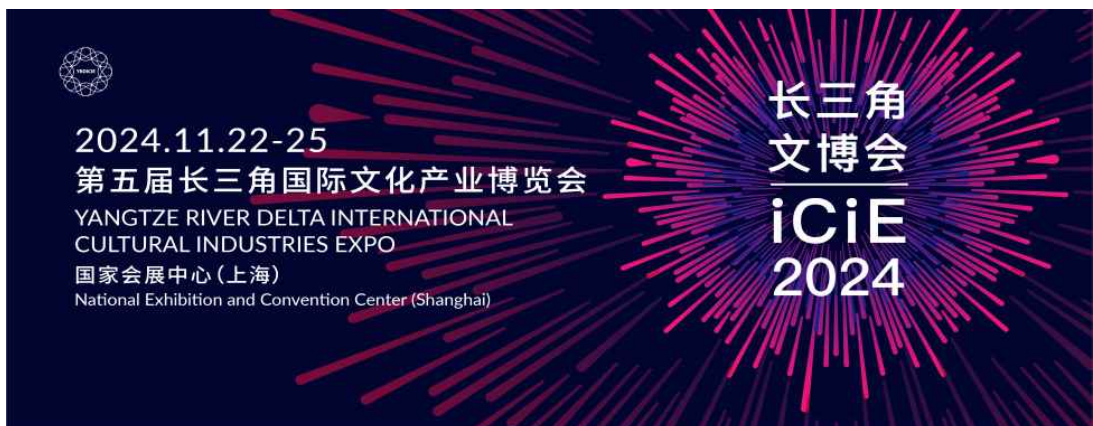 YRDICIE
2024.11.22-25
第五届长三角国际文化产业博览会
YANGTZE RIVER DELTA INTERNATIONAL
CULTURAL INDUSTRIES EXPO
国家会展中心(上海)
National Exhibition and Convention Center (Shanghai)
长三角
文博会
iCiE
2024